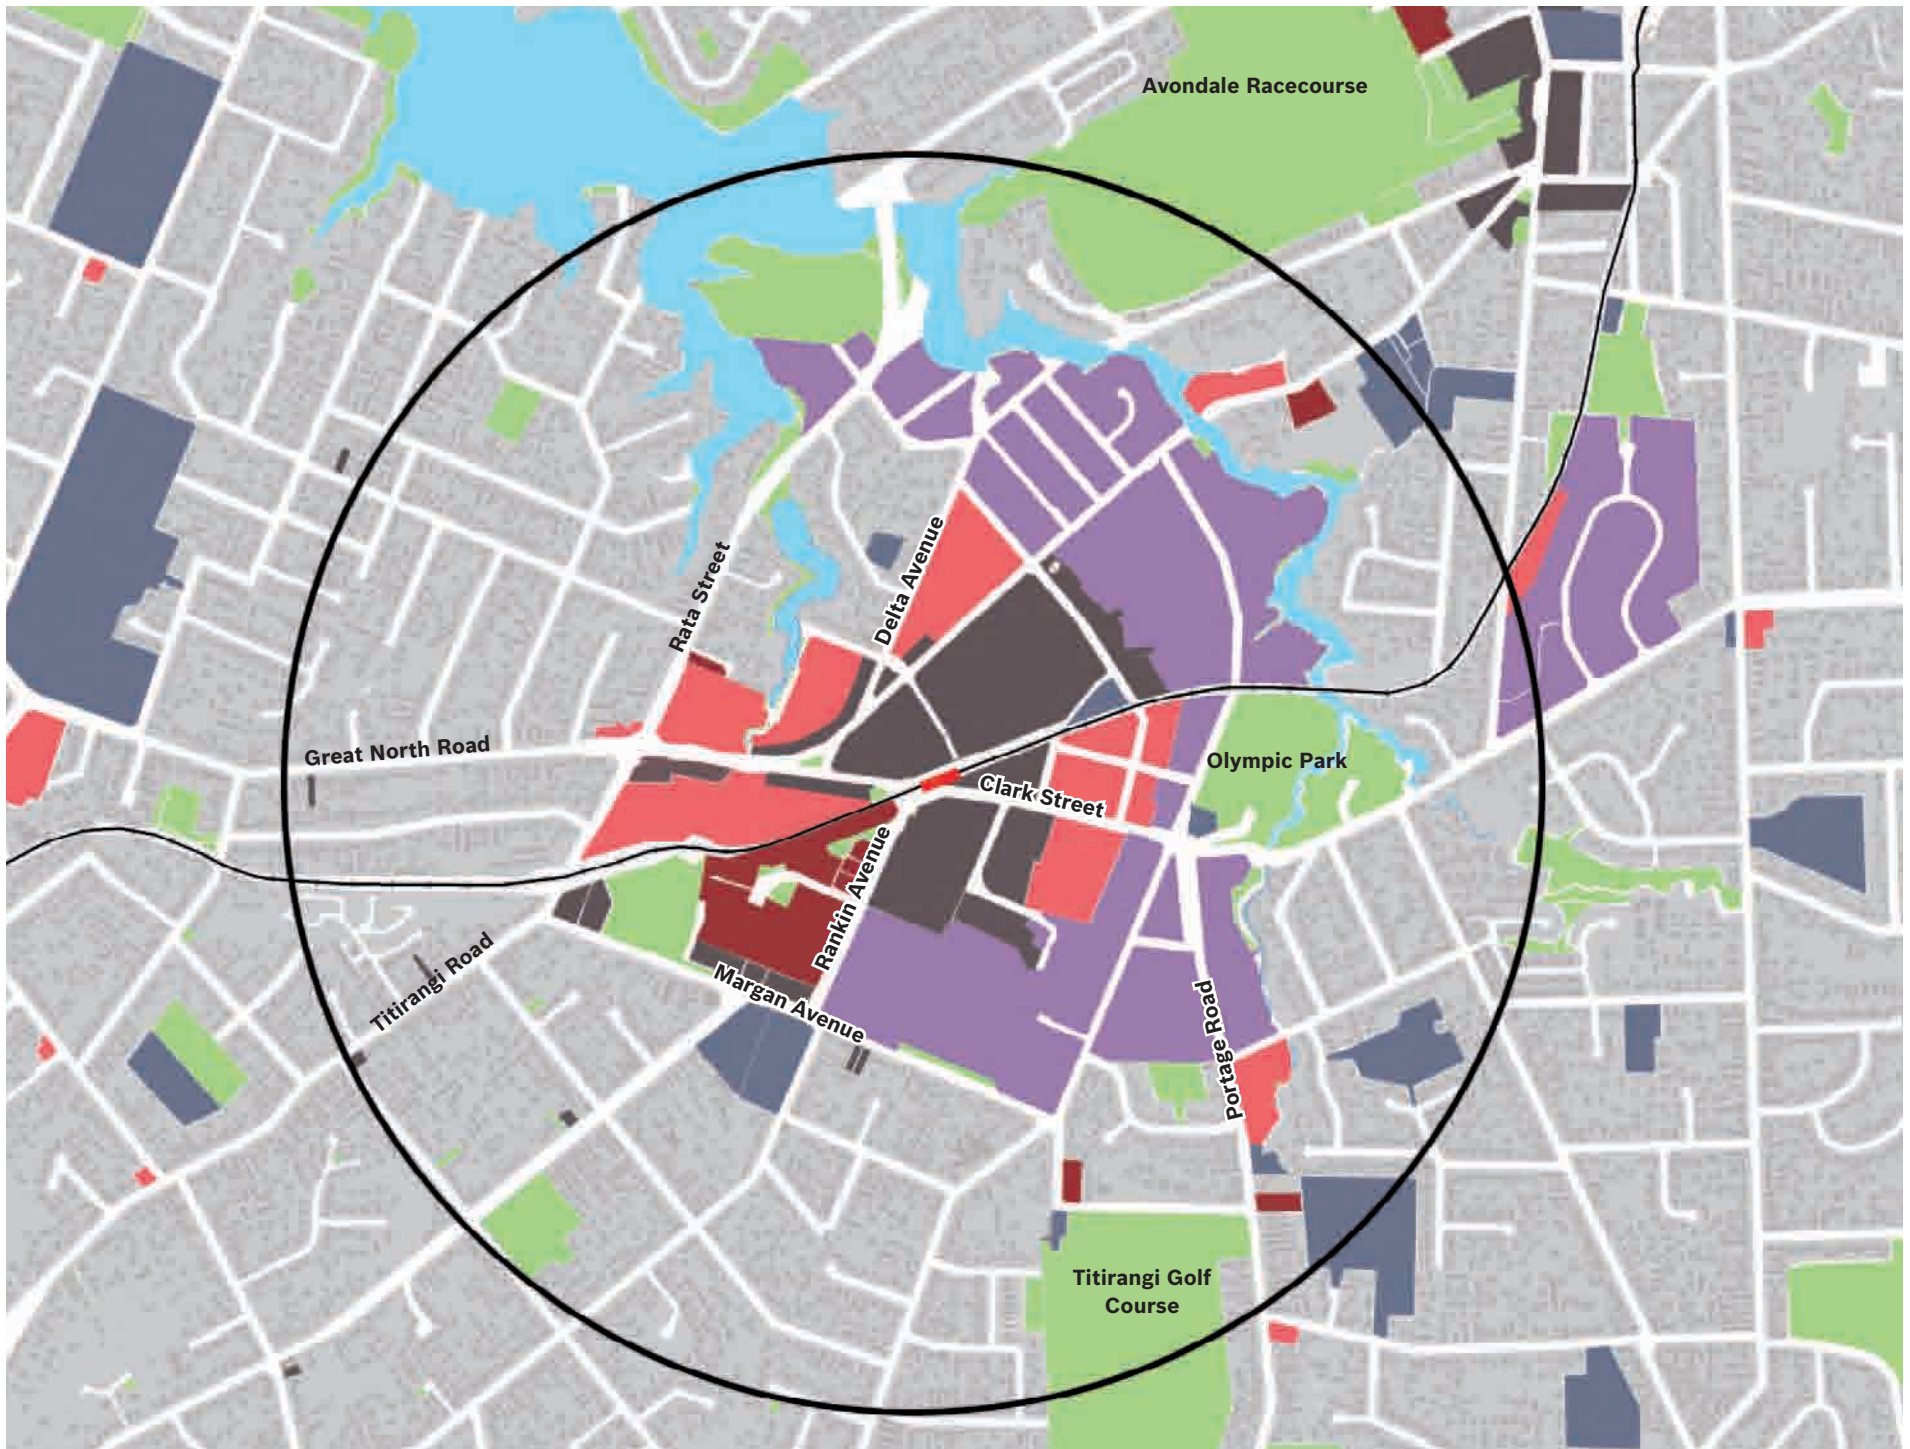 Avondale Racecourse
Rata Street
Delta Avenue
Great North Road
Olympic Park
Clark Street
Rankin Avenue
Titirangi Road
Margan Avenue
Portage Road
Titirangi Golf
Course